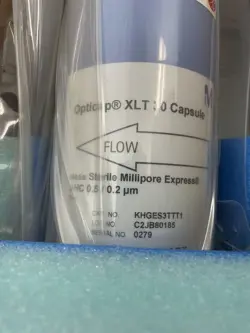 Opticap® XLT 30 Capsule
FLOW
Sterile Millipore Express®
SHC 0.5/ 0.2 µm
CAT NO. KHGES3TTT1
LOT NO. C2JB80185
SERIAL NO. 0279